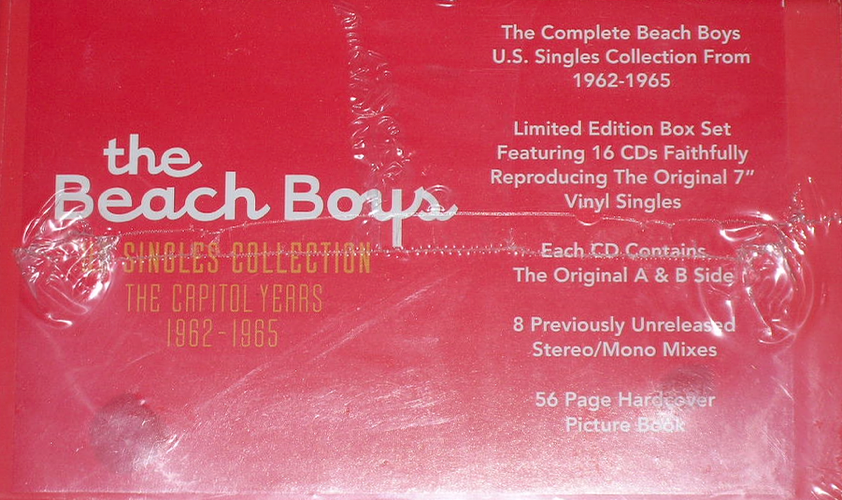 the
Beach Boys
U.S. SINGLES COLLECTION
THE CAPITOL YEARS
1962-1965
The Complete Beach Boys
U.S. Singles Collection From
1962-1965
Limited Edition Box Set
Featuring 16 CDs Faithfully
Reproducing The Original 7"
Vinyl Singles
Each CD Contains
The Original A & B Side
8 Previously Unreleased
Stereo/Mono Mixes
56 Page Hardcover
Picture Book